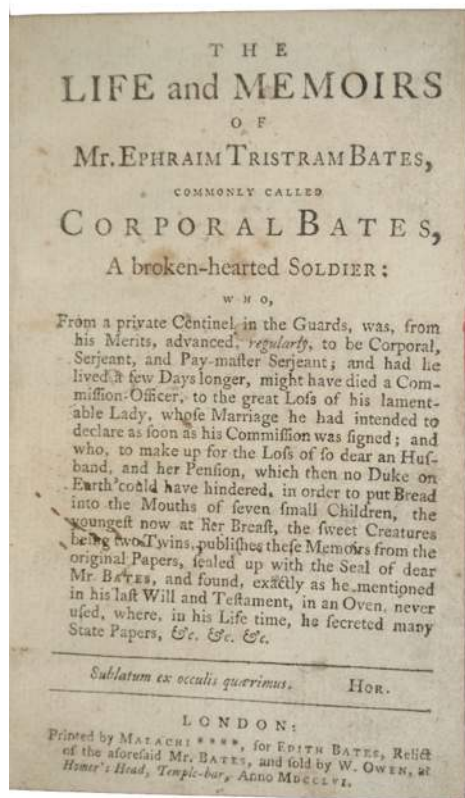 THE
LIFE and MEMOIRS
OF
Mr. EPHRAIM TRISTRAM BATES,
COMMONLY CALLED
CORPORAL BATES,
A broken-hearted SOLDIER:
WHO,
From a private Centinel in the Guards, was, from
his Merits, advanced, regularly, to be Corporal,
Serjeant, and Pay-maſter Serjeant; and had he
lived a few Days longer, might have died a Com-
miſſion-Officer, to the great Loſs of his lament-
able Lady, whoſe Marriage he had intended to
declare as ſoon as his Commiſſion was ſigned; and
who, to make up for the Loſs of ſo dear an Huſ-
band, and her Penſion, which then no Duke on
Earth could have hindered, in order to put Bread
into the Mouths of ſeven ſmall Children, the
youngeſt now at Her Breaſt, the ſweet Creatures
being two Twins, publiſhes theſe Memoirs from the
original Papers, ſealed up with the Seal of dear
Mr. BATES, and found, exactly as he mentioned
in his laſt Will and Teſtament, in an Oven, never
uſed, where, in his Life time, he ſecreted many
State Papers, &c. &c. &c.
Sublatum ex occulis quærimus. HOR.
LONDON:
Printed by MALACHI ****, for EDITH BATES, Relict
of the aforeſaid Mr. BATES, and ſold by W. OWEN, at
Homer's Head, Temple-bar, Anno MDCCLVI.